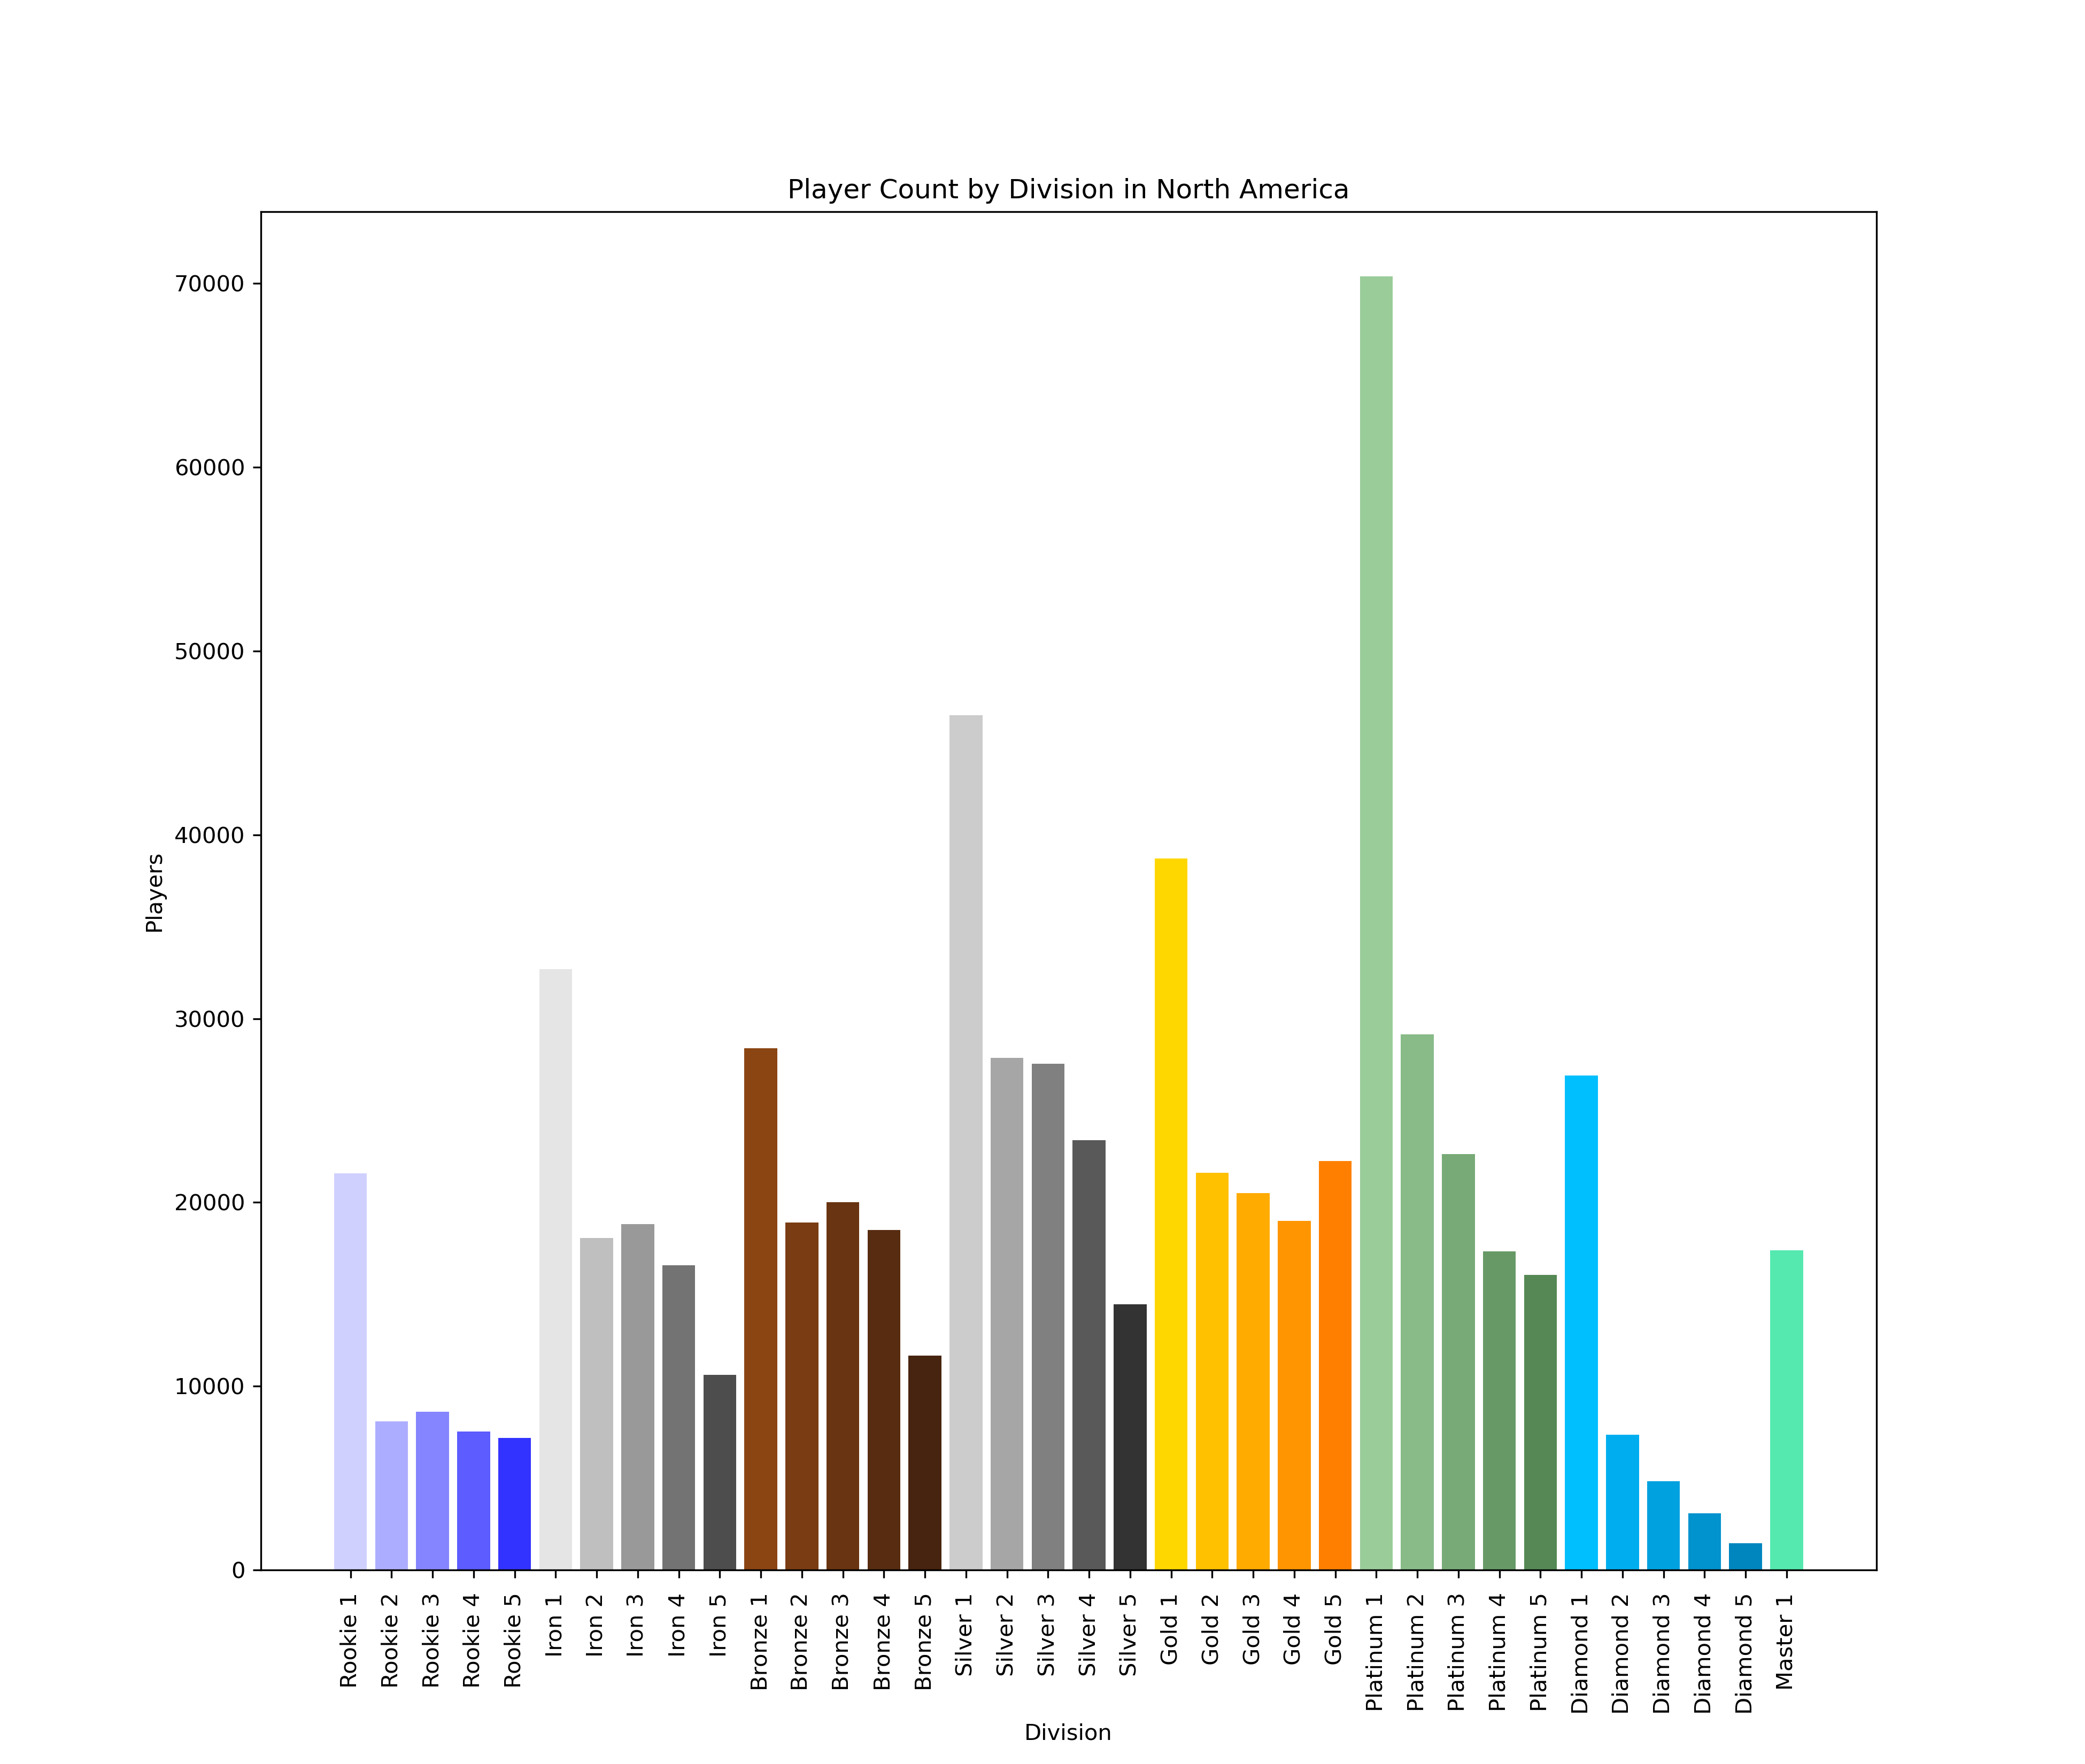 Player Count by Division in North America
70000
60000
50000
40000
30000
20000
10000
0
Players
Rookie 1
Rookie 2
Rookie 3
Rookie 4
Rookie 5
Iron 1
Iron 2
Iron 3
Iron 4
Iron 5
Bronze 1
Bronze 2
Bronze 3
Bronze 4
Bronze 5
Silver 1
Silver 2
Silver 3
Silver 4
Silver 5
Gold 1
Gold 2
Gold 3
Gold 4
Gold 5
Platinum 1
Platinum 2
Platinum 3
Platinum 4
Platinum 5
Diamond 1
Diamond 2
Diamond 3
Diamond 4
Diamond 5
Master 1
Division